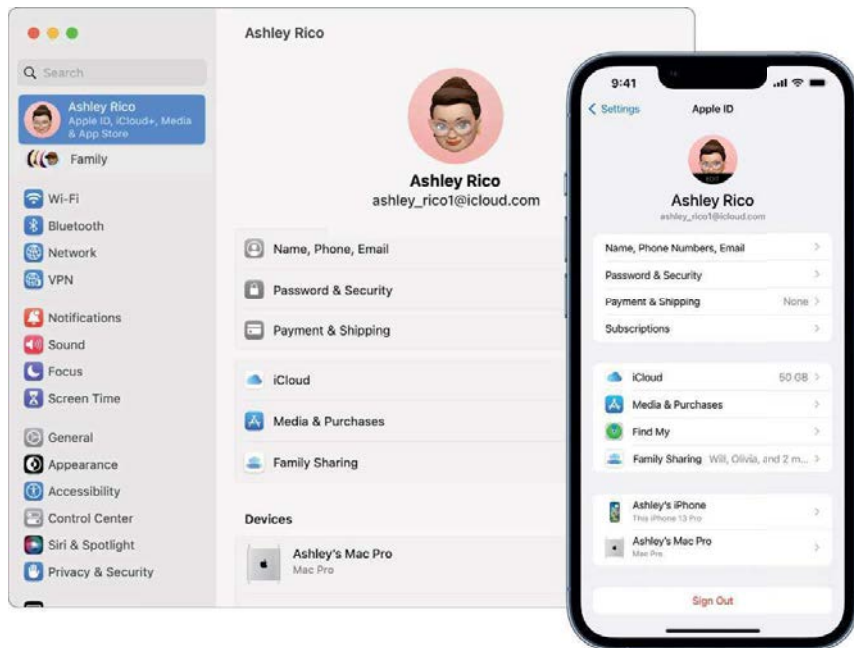 Ashley Rico
Search
Ashley Rico
Apple ID, iCloud+, Media
& App Store
Family
Wi-Fi
Bluetooth
Network
VPN
Notifications
Sound
Focus
Screen Time
General
Appearance
Accessibility
Control Center
Siri & Spotlight
Privacy & Security
Ashley Rico
ashley_rico1@icloud.com
Name, Phone, Email
Password & Security
Payment & Shipping
iCloud
Media & Purchases
Family Sharing
Devices
Ashley's Mac Pro
Mac Pro
9:41
Settings
Apple ID
EDIT
Ashley Rico
ashley_rico1@icloud.com
Name, Phone Numbers, Email
Password & Security
Payment & Shipping None
Subscriptions
iCloud 50 GB
Media & Purchases
Find My
Family Sharing Will, Olivia, and 2 m...
Ashley's iPhone
This iPhone 13 Pro
Ashley's Mac Pro
Mac Pro
Sign Out